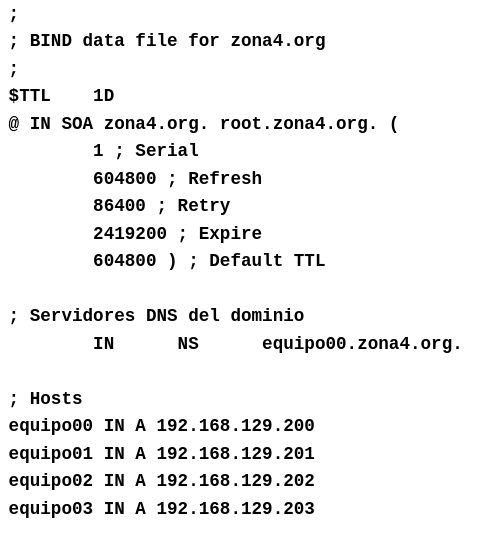 ;
; BIND data file for zona4.org
;
$TTL    1D
@ IN SOA zona4.org. root.zona4.org. (
        1 ; Serial
        604800 ; Refresh
        86400 ; Retry
        2419200 ; Expire
        604800 ) ; Default TTL

; Servidores DNS del dominio
        IN      NS      equipo00.zona4.org.

; Hosts
equipo00 IN A 192.168.129.200
equipo01 IN A 192.168.129.201
equipo02 IN A 192.168.129.202
equipo03 IN A 192.168.129.203